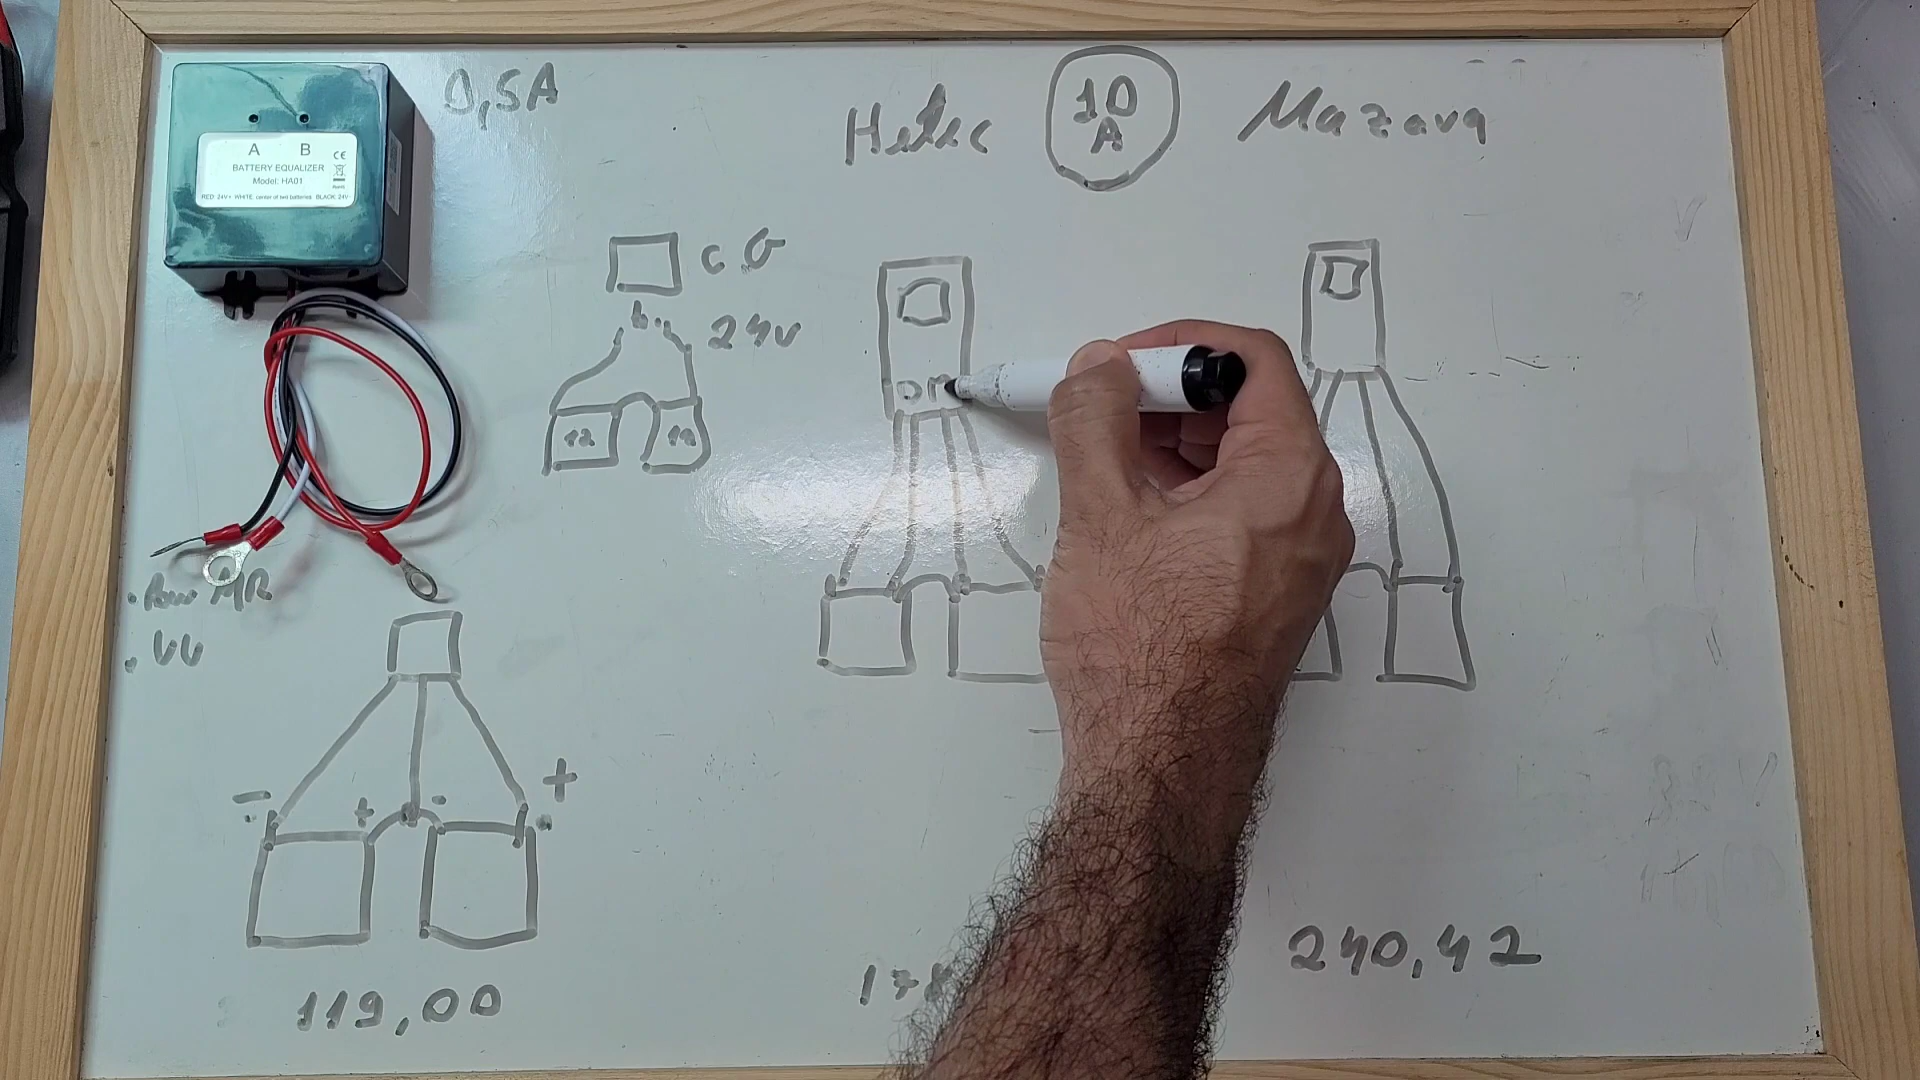 0,5A
A B
BATTERY EQUALIZER
Model: HA01
RED: 24V+ WHITE: center of two batteries BLACK: 24V-
CE
RoHS
Heltec
10
A
Mazava
24V
12 12
+
-
+ -
-
119,00
240,42